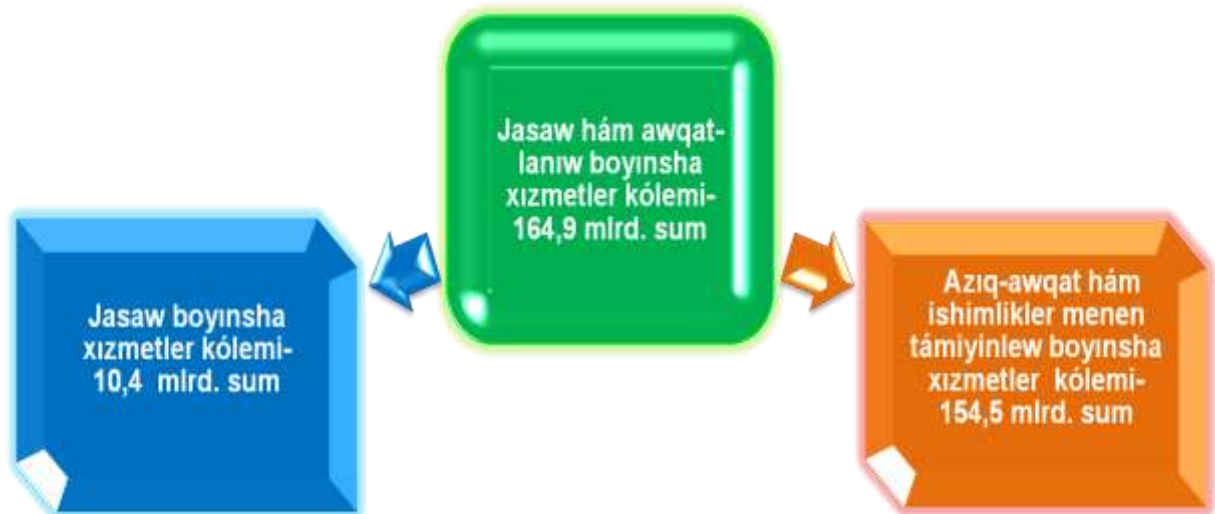 Jasaw hám awqat-
lanıw boyınsha
xızmetler kólemi-
164,9 mlrd. sum
Jasaw boyınsha
xızmetler kólemi-
10,4 mlrd. sum
Azıq-awqat hám
ishimlikler menen
támiyinlew boyınsha
xızmetler kólemi-
154,5 mlrd. sum